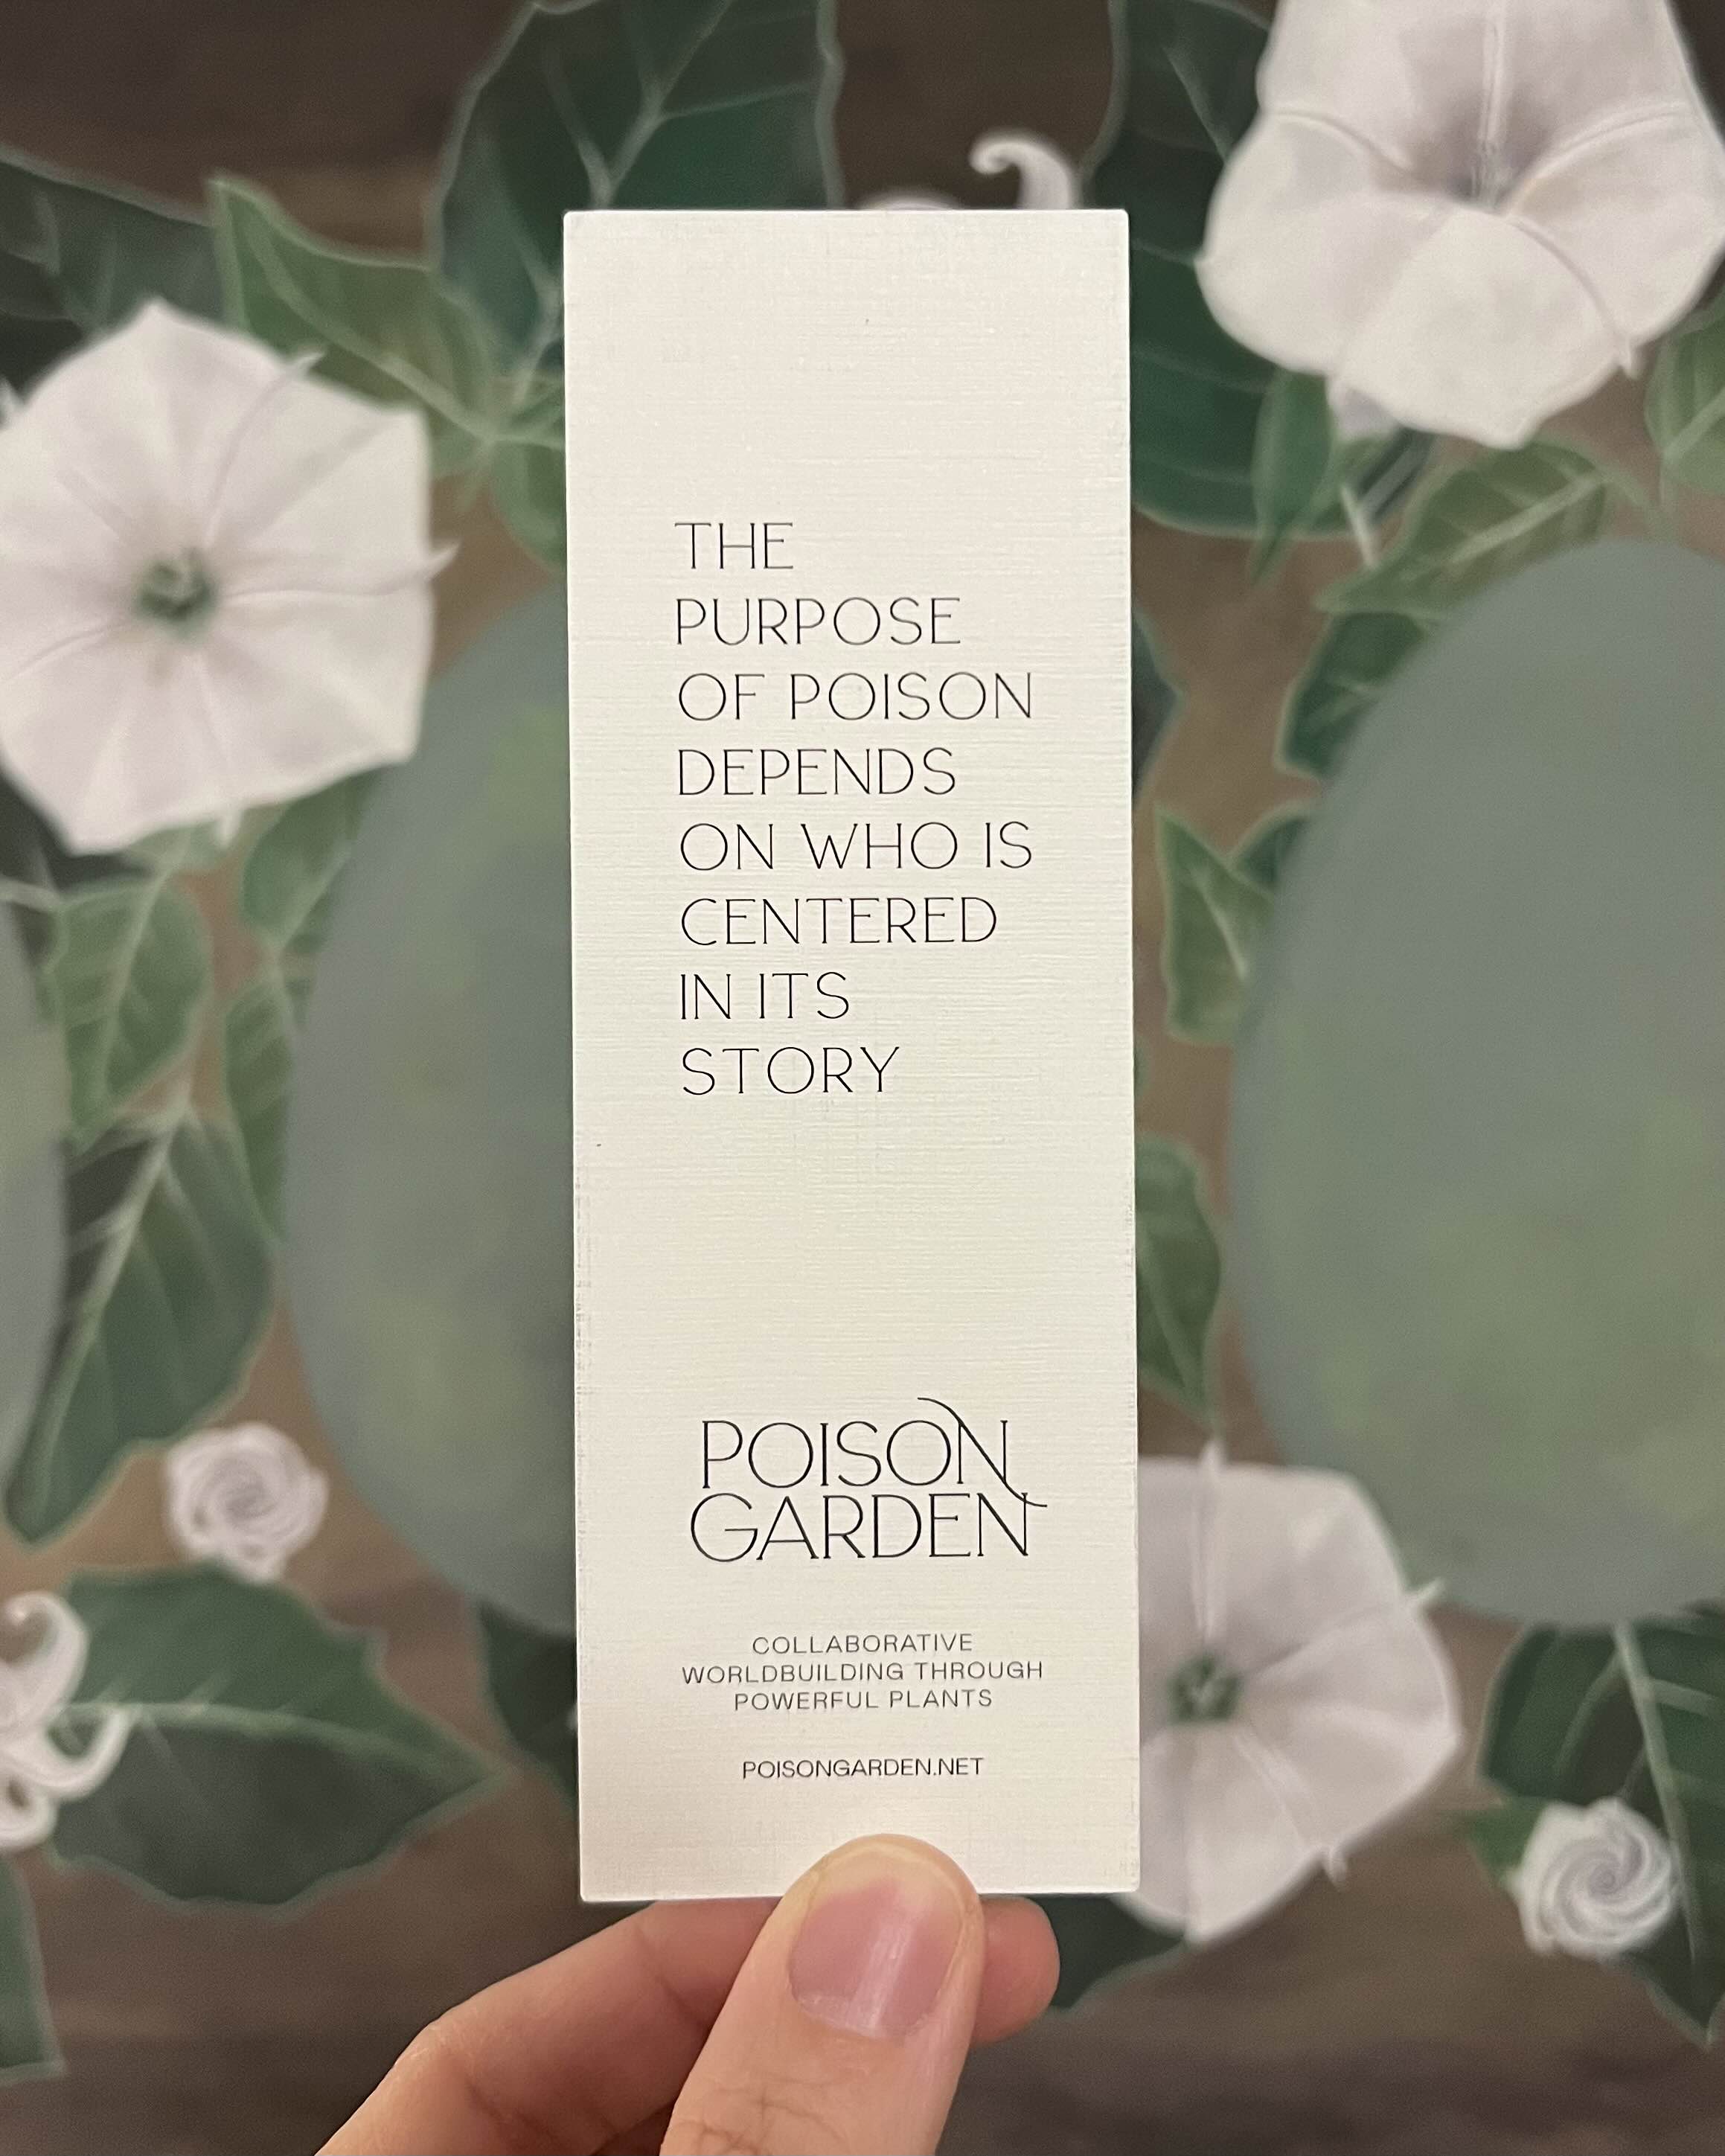 THE
PURPOSE
OF POISON
DEPENDS
ON WHO IS
CENTERED
IN ITS
STORY
POISON
GARDEN
COLLABORATIVE
WORLDBUILDING THROUGH
POWERFUL PLANTS
POISONGARDEN.NET